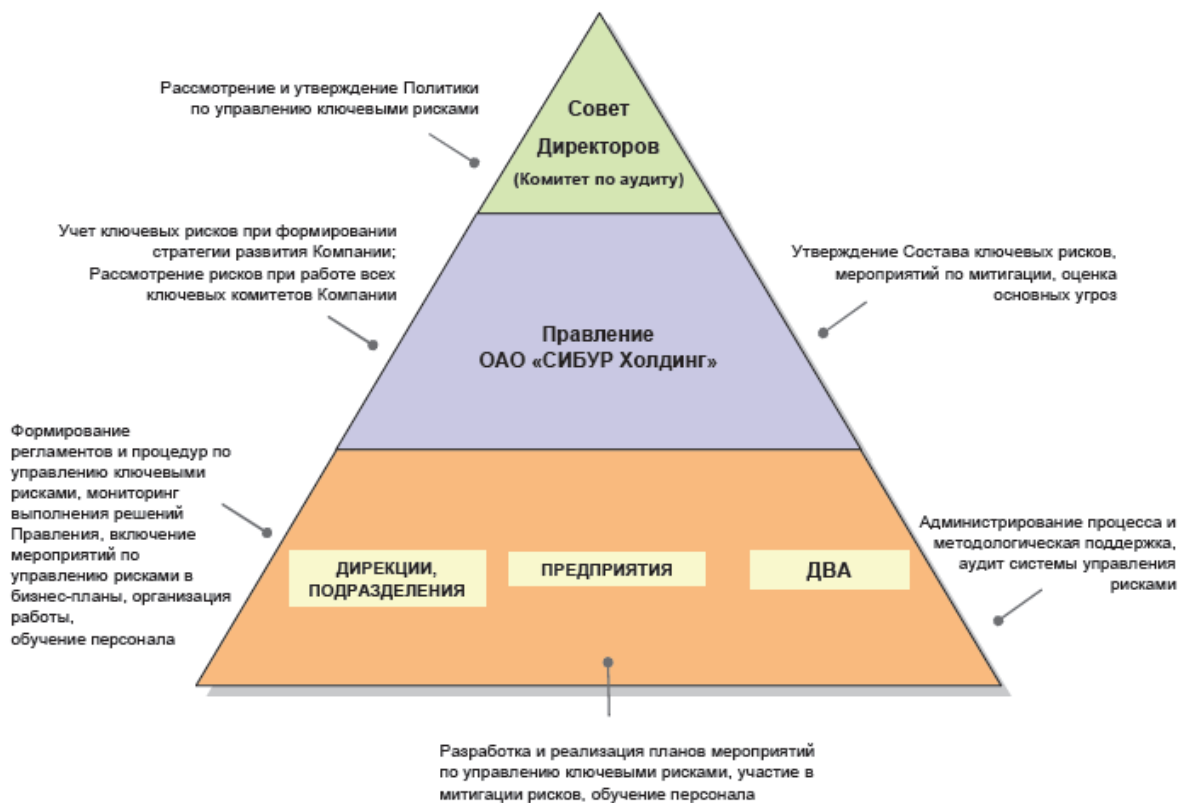 Рассмотрение и утверждение Политики
по управлению ключевыми рисками
Совет
Директоров
(Комитет по аудиту)
Учет ключевых рисков при формировании
стратегии развития Компании;
Рассмотрение рисков при работе всех
ключевых комитетов Компании
Утверждение Состава ключевых рисков,
мероприятий по митигации, оценка
основных угроз
Правление
ОАО «СИБУР Холдинг»
Формирование
регламентов и процедур по
управлению ключевыми
рисками, мониторинг
выполнения решений
Правления, включение
мероприятий по
управлению рисками в
бизнес-планы, организация
работы,
обучение персонала
ДИРЕКЦИИ,
ПОДРАЗДЕЛЕНИЯ
ПРЕДПРИЯТИЯ
ДВА
Администрирование процесса и
методологическая поддержка,
аудит системы управления
рисками
Разработка и реализация планов мероприятий
по управлению ключевыми рисками, участие в
митигации рисков, обучение персонала